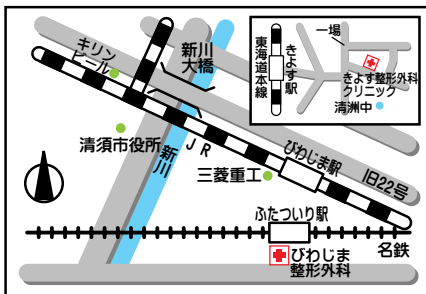 キリン
ビール
新川
大橋
清須市役所
新川
JR
三菱重工
びわじま駅
旧22号
ふたついり駅
名鉄
びわじま
整形外科
一場
東海道本線
きよす駅
きよす整形外科
クリニック
清洲中